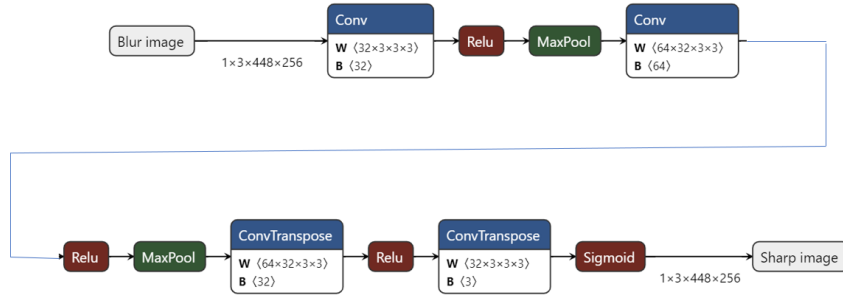 Blur image
1×3×448×256
Conv
W ⟨32×3×3×3⟩
B ⟨32⟩
Relu
MaxPool
Conv
W ⟨64×32×3×3⟩
B ⟨64⟩
Relu
MaxPool
ConvTranspose
W ⟨64×32×3×3⟩
B ⟨32⟩
Relu
ConvTranspose
W ⟨32×3×3×3⟩
B ⟨3⟩
Sigmoid
1×3×448×256
Sharp image